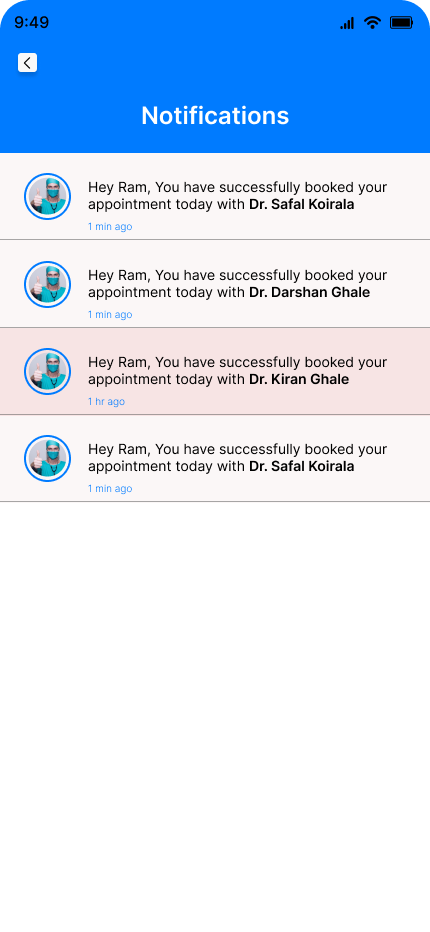 9:49
Notifications
Hey Ram, You have successfully booked your
appointment today with Dr. Safal Koirala
1 min ago
Hey Ram, You have successfully booked your
appointment today with Dr. Darshan Ghale
1 min ago
Hey Ram, You have successfully booked your
appointment today with Dr. Kiran Ghale
1 hr ago
Hey Ram, You have successfully booked your
appointment today with Dr. Safal Koirala
1 min ago